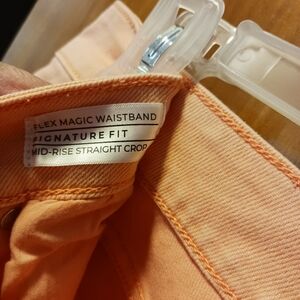 FLEX MAGIC WAISTBAND
SIGNATURE FIT
MID-RISE STRAIGHT CROP